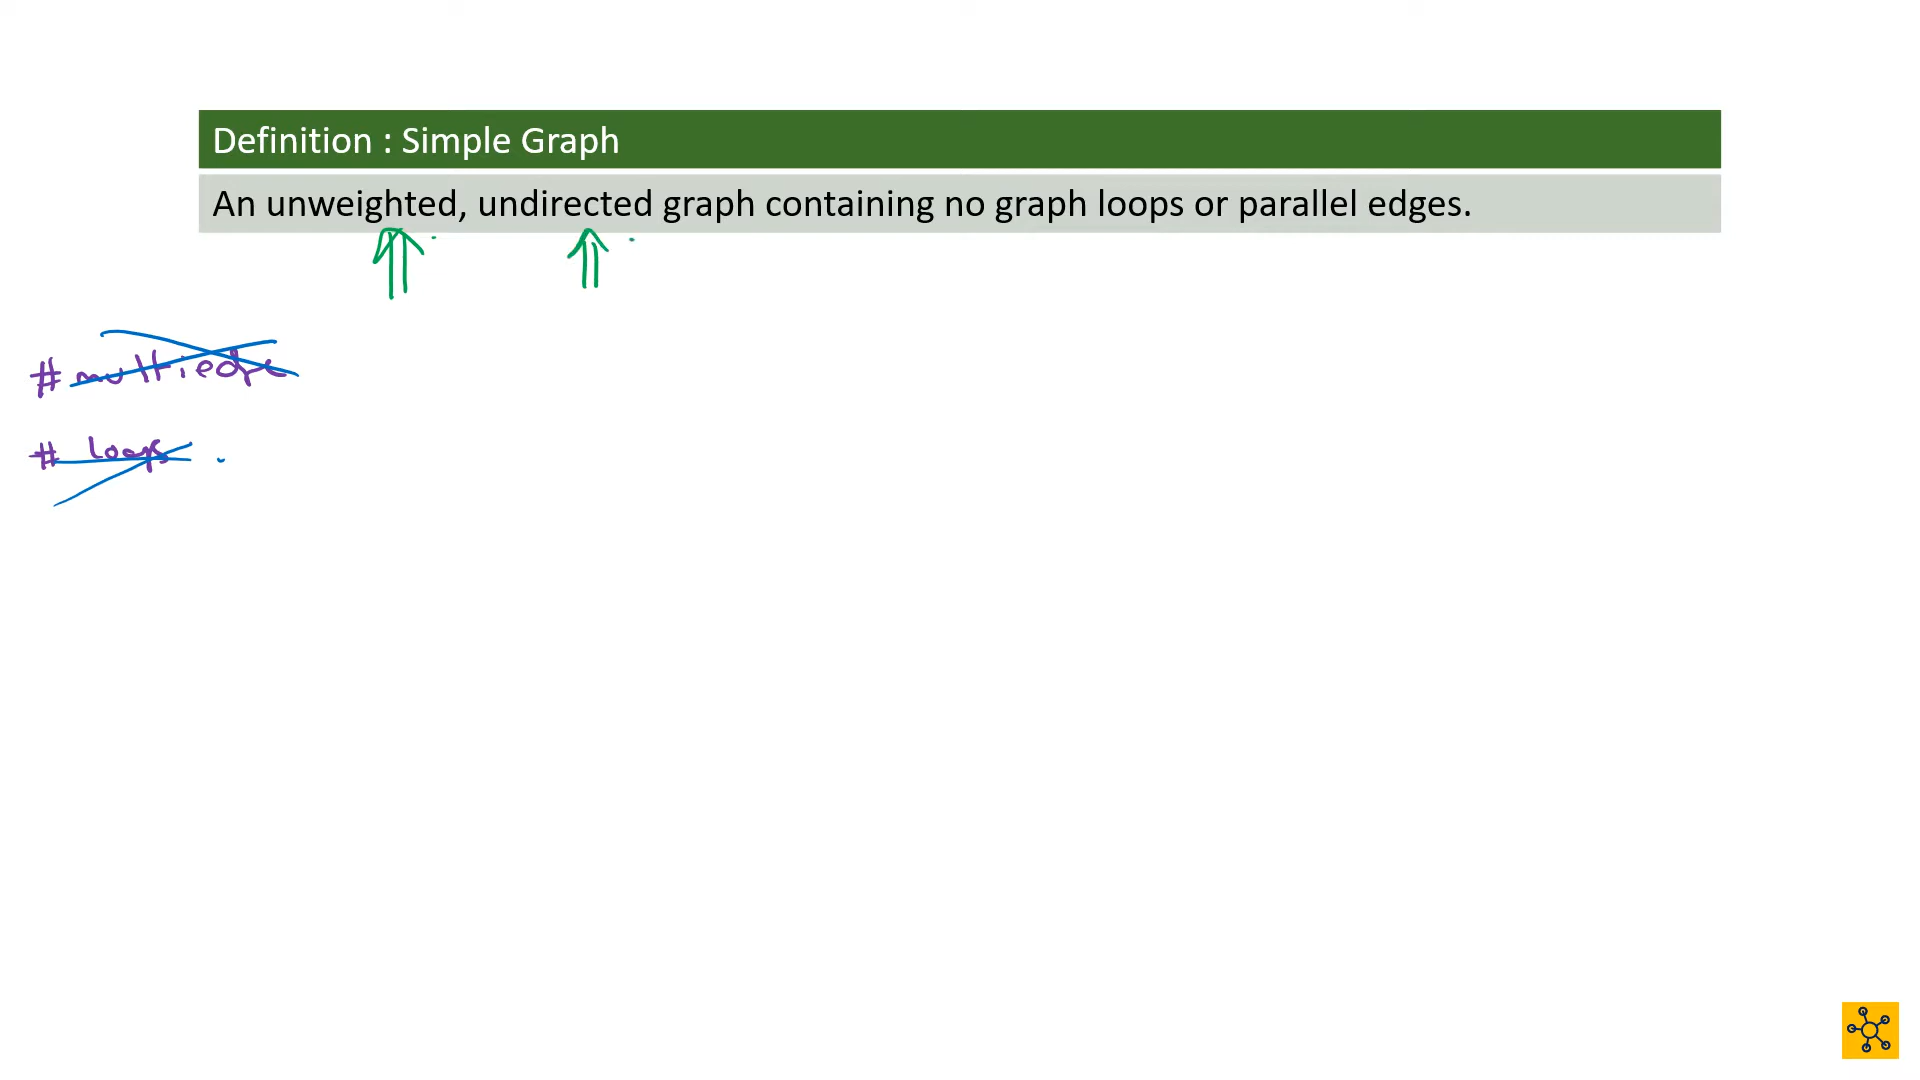 Definition : Simple Graph
An unweighted, undirected graph containing no graph loops or parallel edges.
# multiedge
# loops